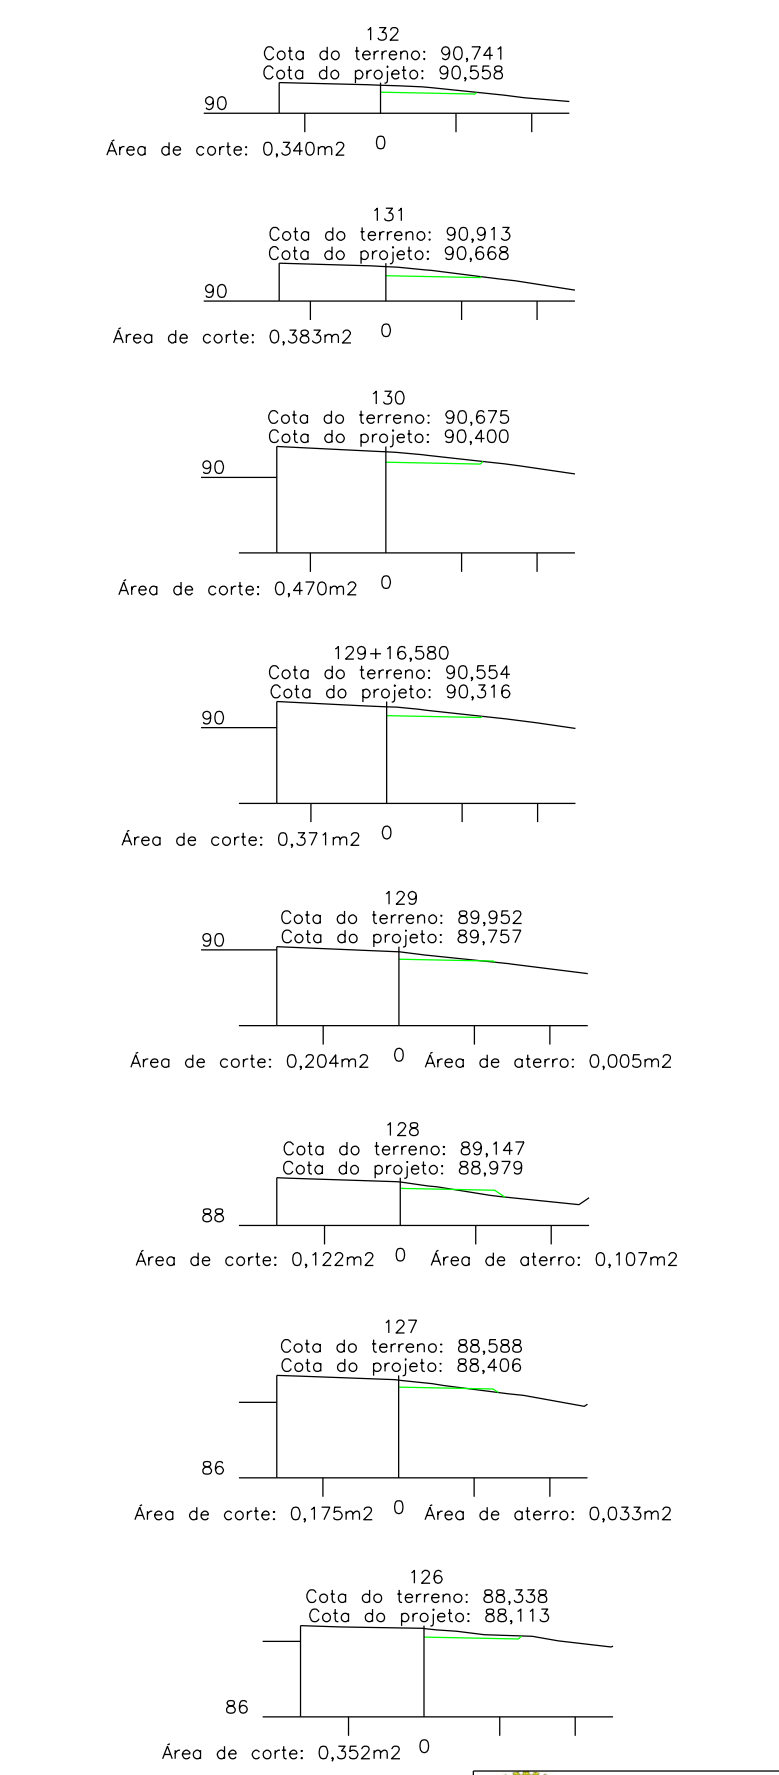 132
Cota do terreno: 90,741
Cota do projeto: 90,558
90
0
Área de corte: 0,340m2
131
Cota do terreno: 90,913
Cota do projeto: 90,668
90
0
Área de corte: 0,383m2
130
Cota do terreno: 90,675
Cota do projeto: 90,400
90
0
Área de corte: 0,470m2
129+16,580
Cota do terreno: 90,554
Cota do projeto: 90,316
90
0
Área de corte: 0,371m2
129
Cota do terreno: 89,952
Cota do projeto: 89,757
90
0
Área de corte: 0,204m2 Área de aterro: 0,005m2
128
Cota do terreno: 89,147
Cota do projeto: 88,979
88
0
Área de corte: 0,122m2 Área de aterro: 0,107m2
127
Cota do terreno: 88,588
Cota do projeto: 88,406
86
0
Área de corte: 0,175m2 Área de aterro: 0,033m2
126
Cota do terreno: 88,338
Cota do projeto: 88,113
86
0
Área de corte: 0,352m2